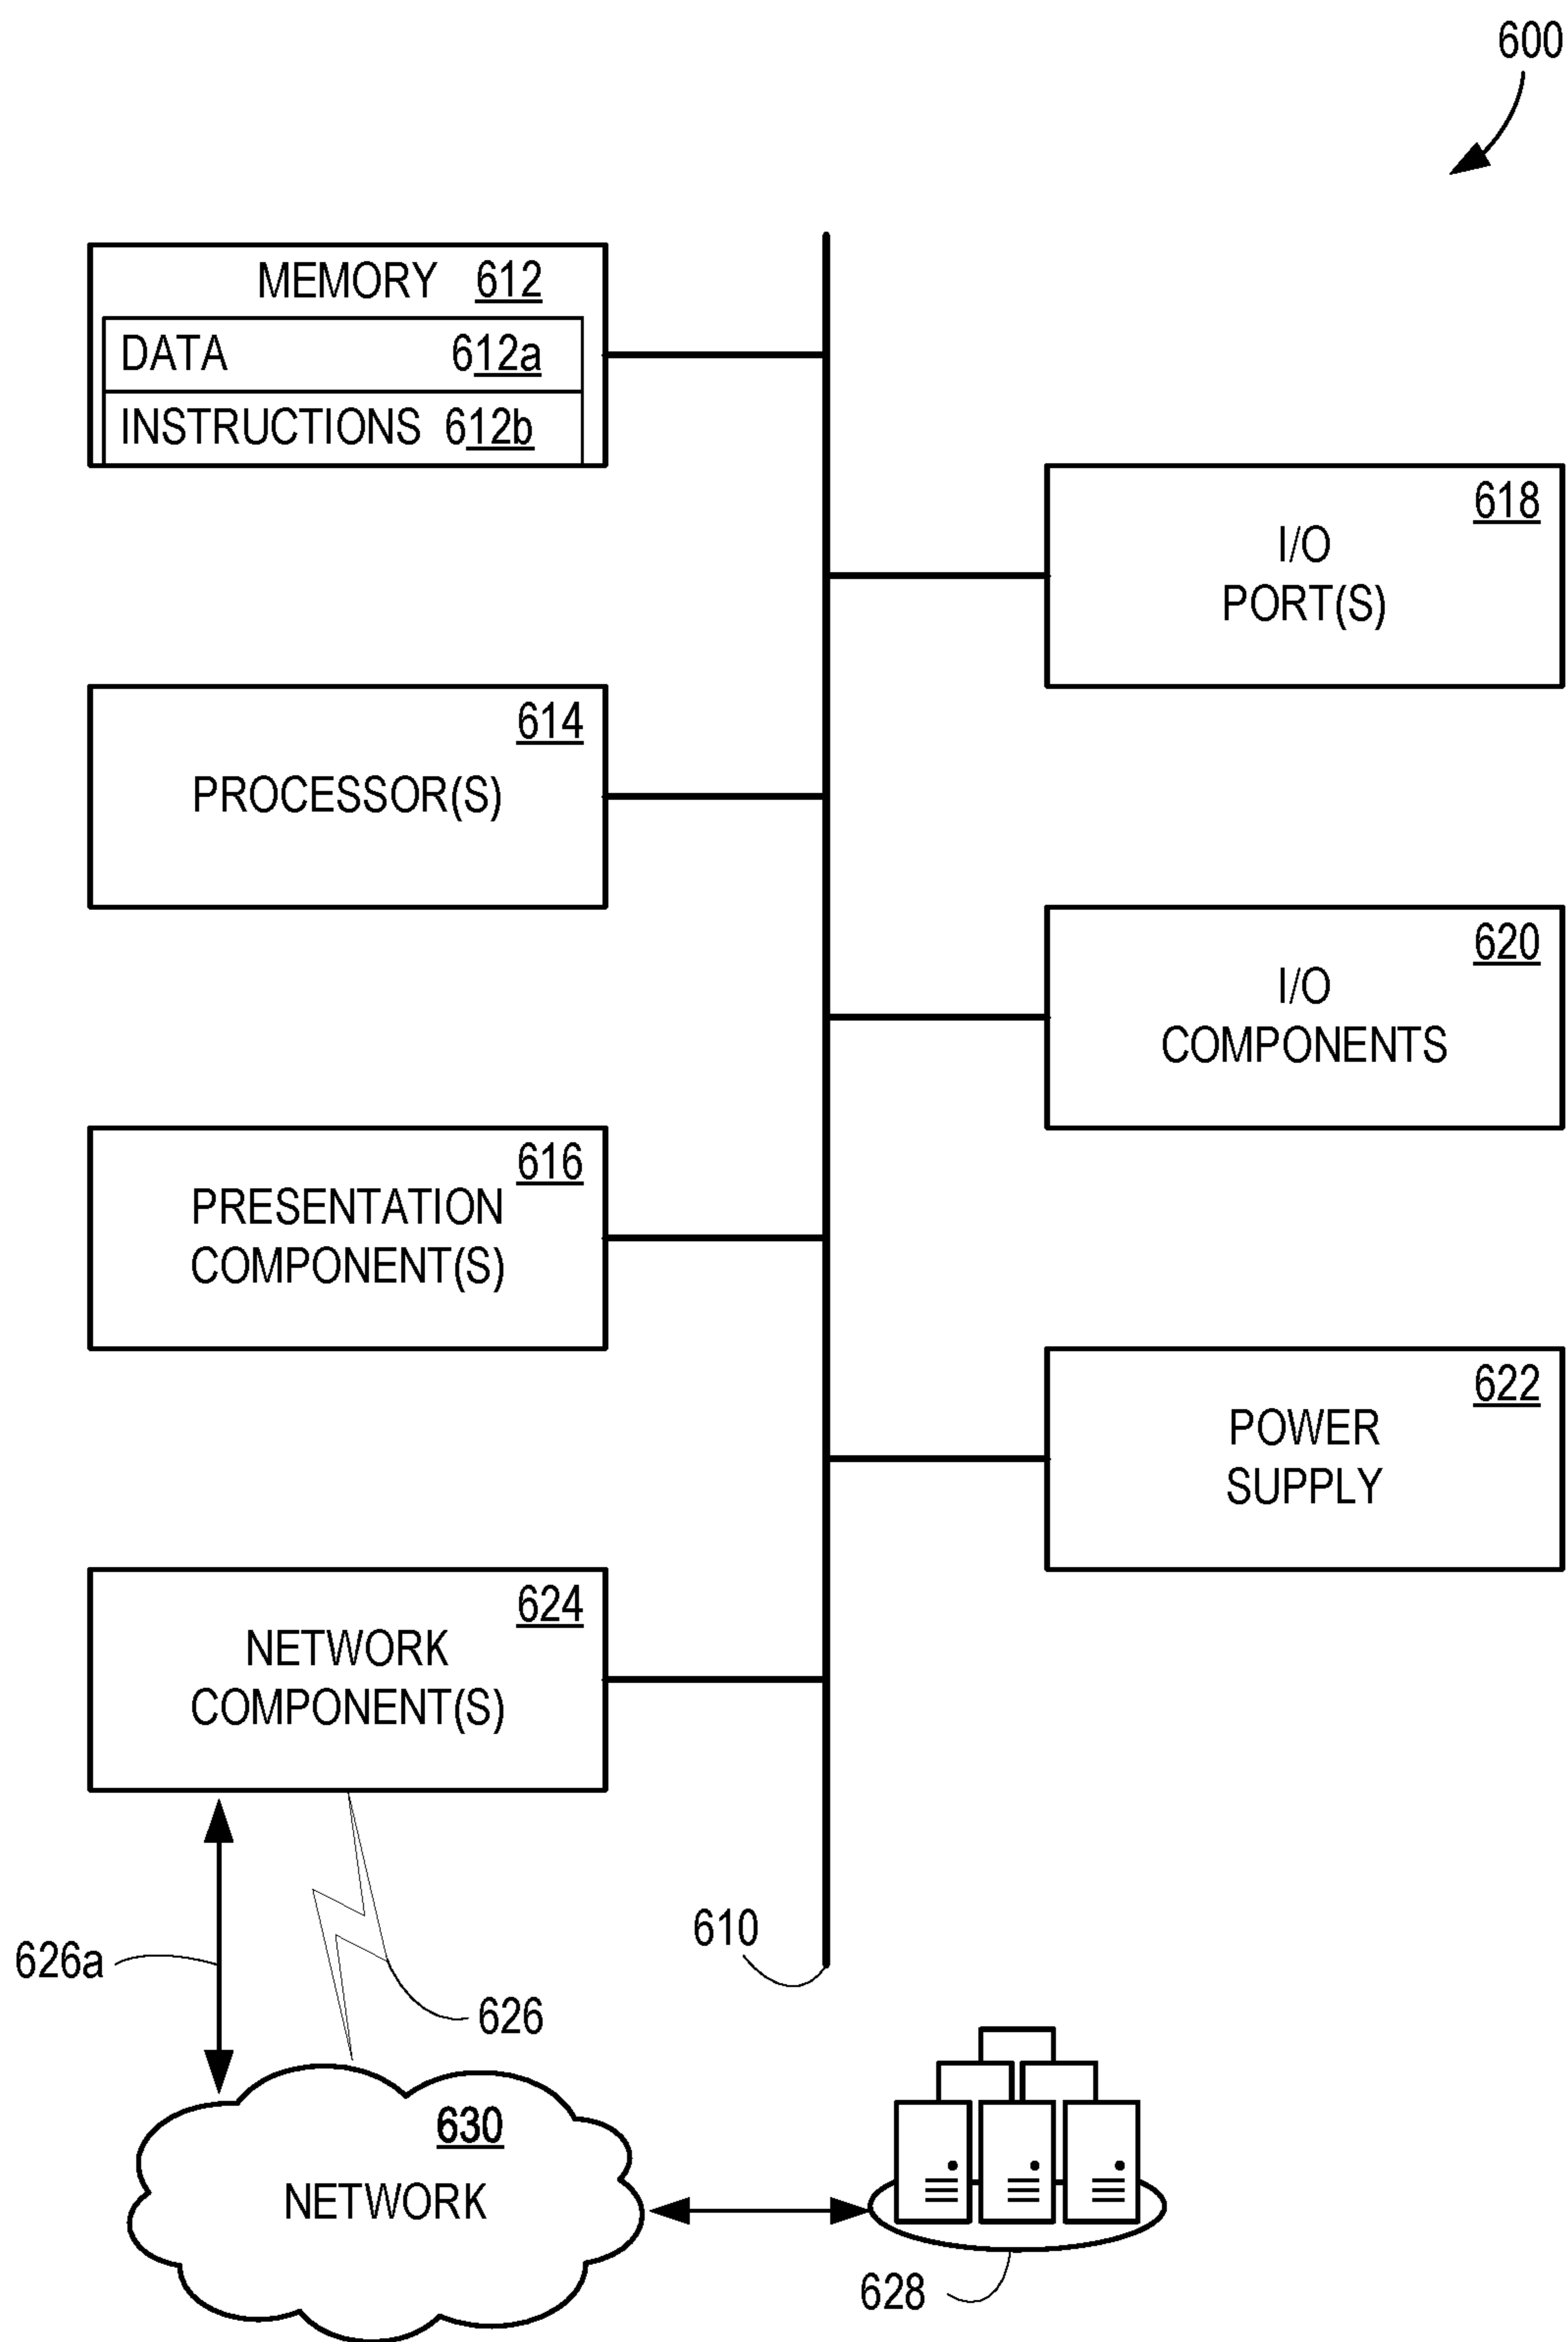 600
MEMORY 612
DATA 612a
INSTRUCTIONS 612b
618
I/O
PORT(S)
614
PROCESSOR(S)
620
I/O
COMPONENTS
616
PRESENTATION
COMPONENT(S)
622
POWER
SUPPLY
624
NETWORK
COMPONENT(S)
610
626a
626
630
NETWORK
628